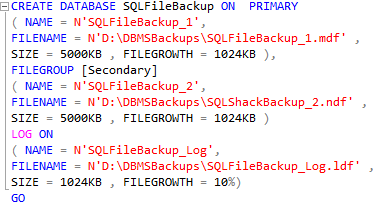 CREATE DATABASE SQLFileBackup ON  PRIMARY
( NAME = N'SQLFileBackup_1',
FILENAME = N'D:\DBMSBackups\SQLFileBackup_1.mdf' ,
SIZE = 5000KB , FILEGROWTH = 1024KB ),
FILEGROUP [Secondary]
( NAME = N'SQLFileBackup_2',
FILENAME = N'D:\DBMSBackups\SQLShackBackup_2.ndf' ,
SIZE = 5000KB , FILEGROWTH = 1024KB )
LOG ON
( NAME = N'SQLFileBackup_Log',
FILENAME = N'D:\DBMSBackups\SQLFileBackup_Log.ldf' ,
SIZE = 1024KB , FILEGROWTH = 10%)
GO